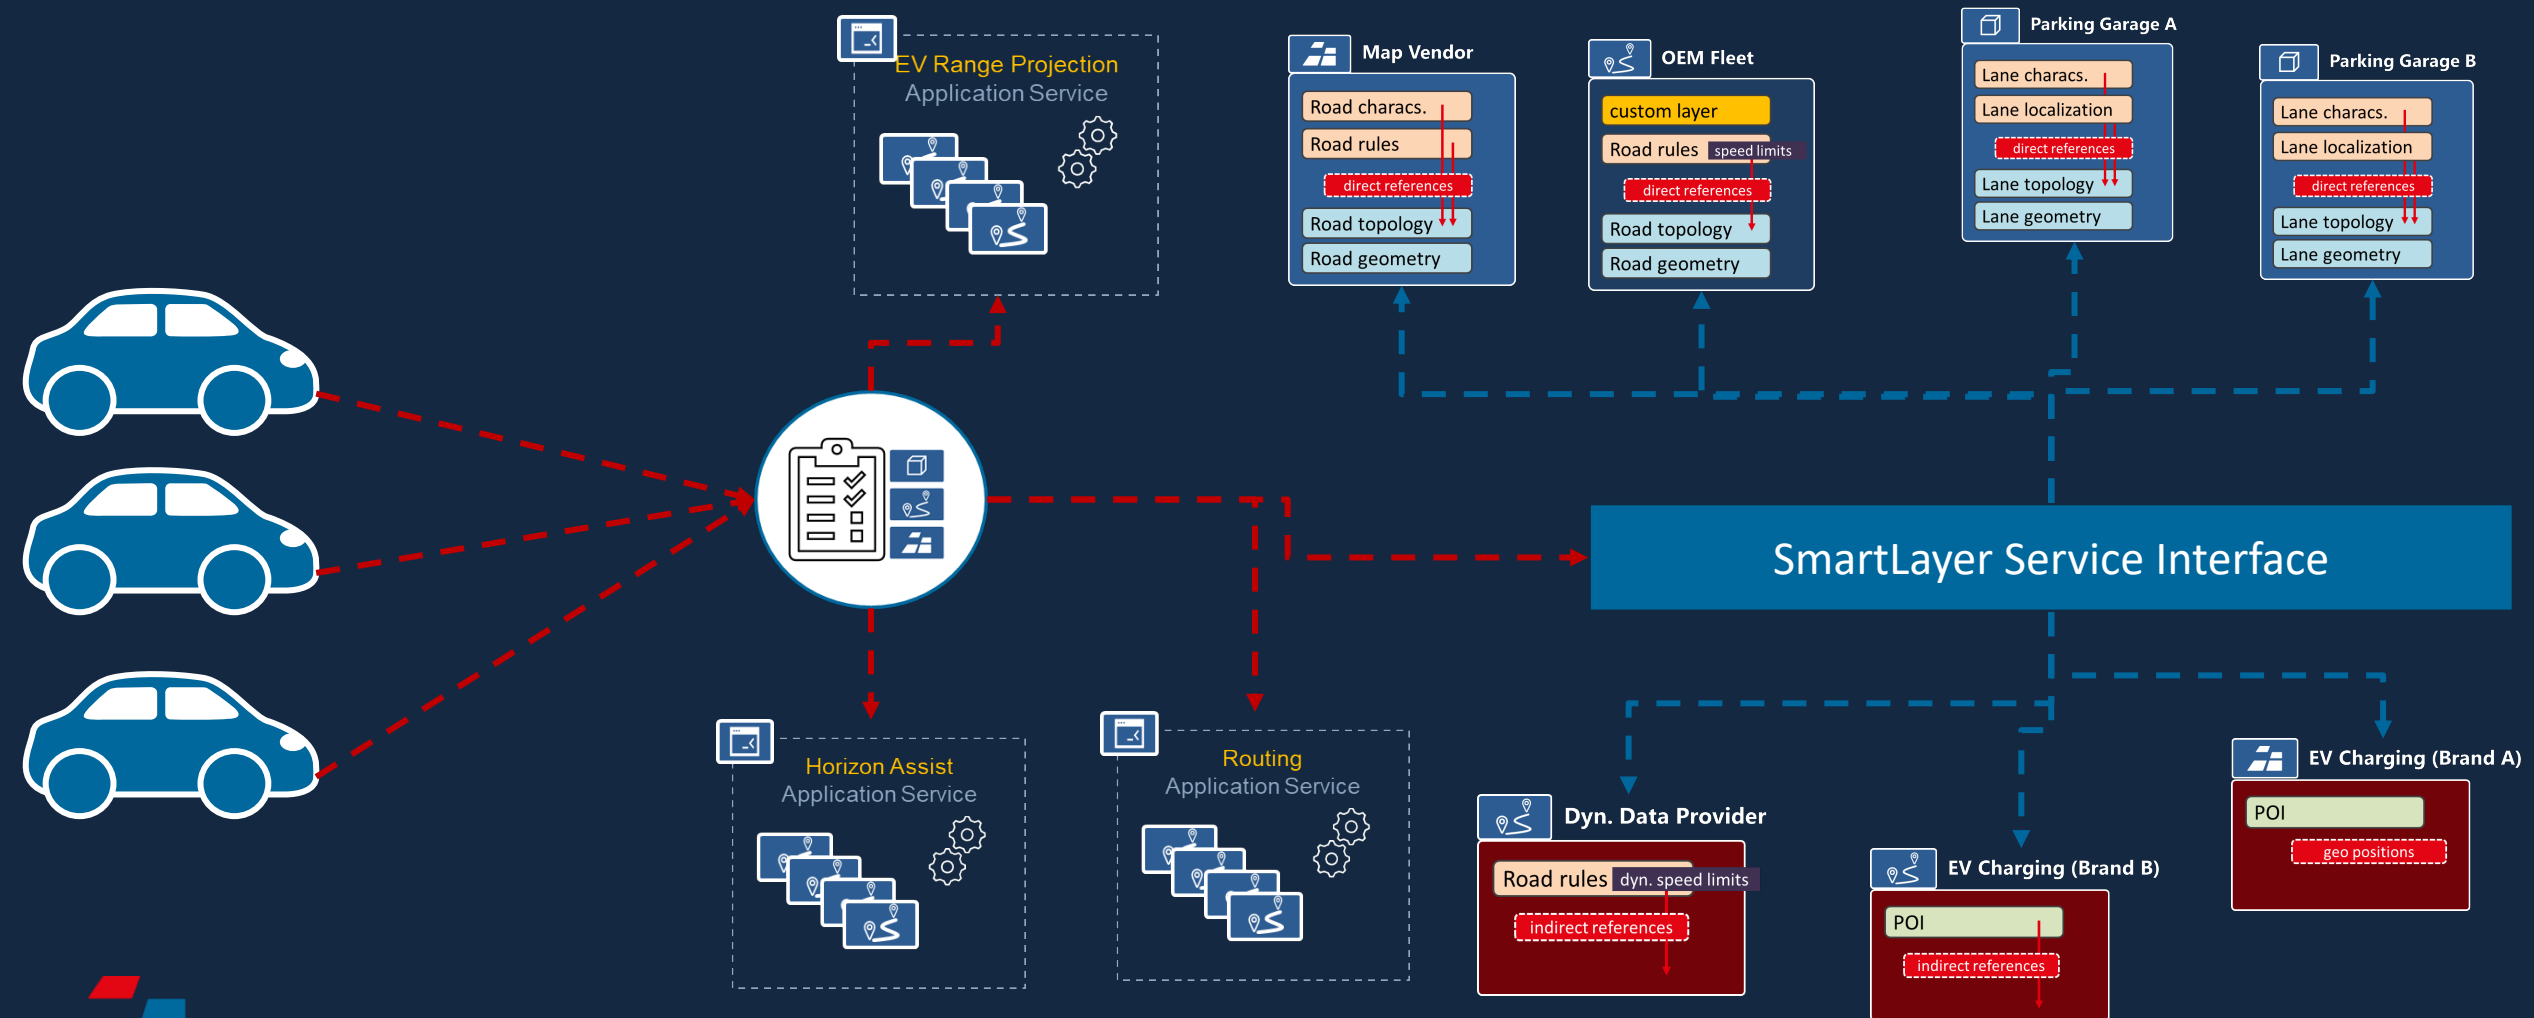 EV Range Projection
Application Service
Map Vendor
Road characs.
Road rules
direct references
Road topology
Road geometry
OEM Fleet
custom layer
Road rules speed limits
direct references
Road topology
Road geometry
Parking Garage A
Lane characs.
Lane localization
direct references
Lane topology
Lane geometry
Parking Garage B
Lane characs.
Lane localization
direct references
Lane topology
Lane geometry
SmartLayer Service Interface
Horizon Assist
Application Service
Routing
Application Service
Dyn. Data Provider
Road rules dyn. speed limits
indirect references
EV Charging (Brand B)
POI
indirect references
EV Charging (Brand A)
POI
geo positions